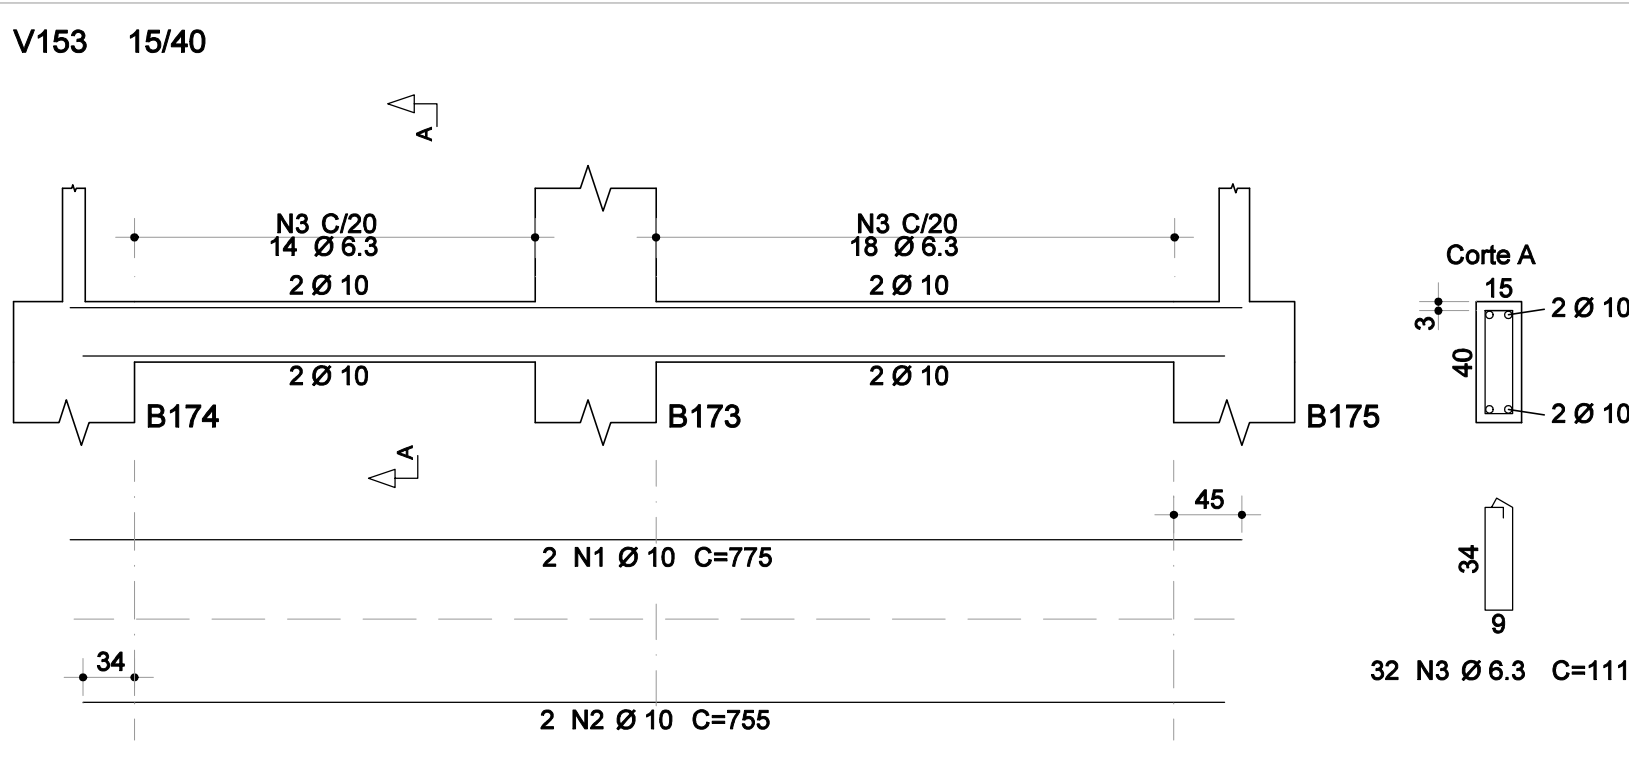 V153 15/40
A
N3 C/20
14 Ø 6.3
2 Ø 10
N3 C/20
18 Ø 6.3
2 Ø 10
Corte A
15
2 Ø 10
3
40
2 Ø 10
2 Ø 10
2 Ø 10
B174
B173
B175
A
45
2 N1 Ø 10 C=775
34
9
34
32 N3 Ø 6.3 C=111
2 N2 Ø 10 C=755